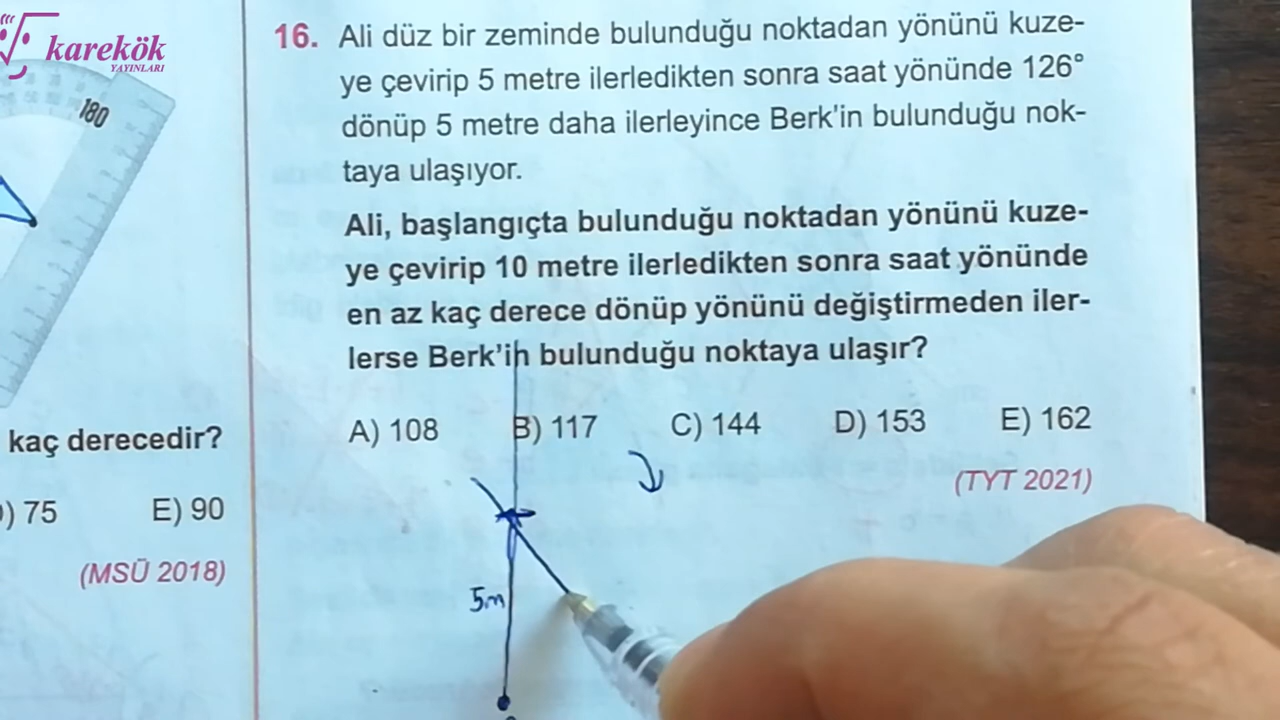 karekök
YAYINLARI
180
16. Ali düz bir zeminde bulunduğu noktadan yönünü kuze-
ye çevirip 5 metre ilerledikten sonra saat yönünde 126°
dönüp 5 metre daha ilerleyince Berk'in bulunduğu nok-
taya ulaşıyor.
Ali, başlangıçta bulunduğu noktadan yönünü kuze-
ye çevirip 10 metre ilerledikten sonra saat yönünde
en az kaç derece dönüp yönünü değiştirmeden iler-
lerse Berk'in bulunduğu noktaya ulaşır?
A) 108 B) 117 C) 144 D) 153 E) 162
(TYT 2021)
kaç derecedir?
) 75 E) 90
(MSÜ 2018)
5m